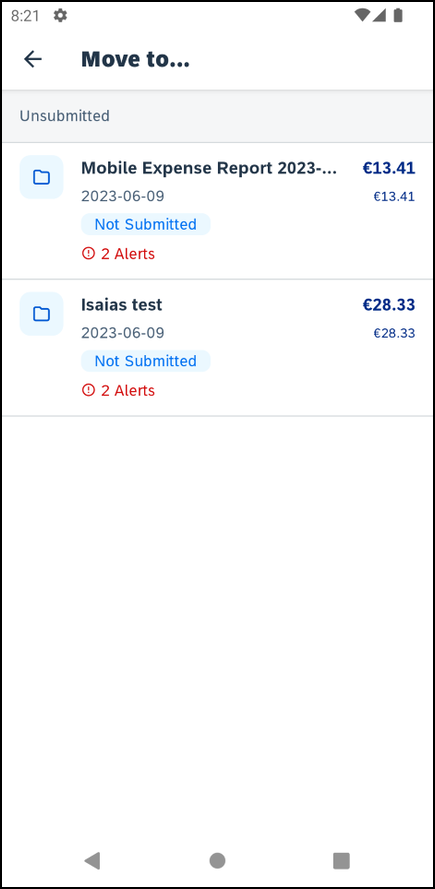 8:21
Move to...
Unsubmitted
Mobile Expense Report 2023-... €13.41
2023-06-09 €13.41
Not Submitted
2 Alerts
Isaias test €28.33
2023-06-09 €28.33
Not Submitted
2 Alerts